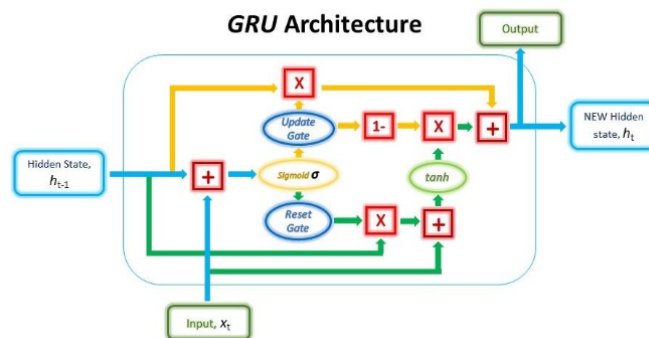 GRU Architecture
Output
X
Update
Gate
1-
X
+
NEW Hidden
state, ht
Hidden State,
ht-1
+
Sigmoid σ
tanh
Reset
Gate
X
+
Input, xt